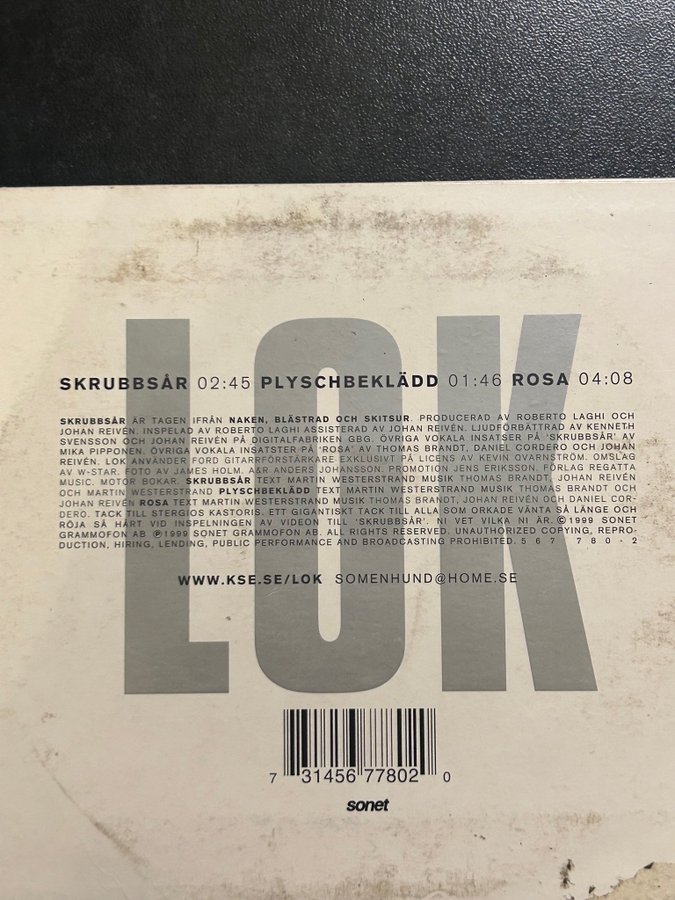 LOK
SKRUBBSÅR 02:45 PLYSCHBEKLÄDD 01:46 ROSA 04:08
SKRUBBSÅR ÄR TAGEN IFRÅN NAKEN, BLÄSTRAD OCH SKITSUR. PRODUCERAD AV ROBERTO LAGHI OCH
JOHAN REIVÉN. INSPELAD AV ROBERTO LAGHI ASSISTERAD AV JOHAN REIVÉN. LJUDFÖRBÄTTRAD AV KENNETH
SVENSSON OCH JOHAN REIVÉN PÅ DIGITALFABRIKEN GBG. ÖVRIGA VOKALA INSATSER PÅ 'SKRUBBSÅR' AV
MIKA PIPPONEN. ÖVRIGA VOKALA INSATSTER PÅ 'ROSA' AV THOMAS BRANDT, DANIEL CORDERO OCH JOHAN
REIVÉN. LOK ANVÄNDER FORD GITARRFÖRSTÄRKARE EXKLUSIVT PÅ LICENS AV KEVIN OVARNSTRÖM. OMSLAG
AV W-STAR. FOTO AV JAMES HOLM. A&R ANDERS JOHANSSON. PROMOTION JENS ERIKSSON. FÖRLAG REGATTA
MUSIC. MOTOR BOKAR. SKRUBBSÅR TEXT MARTIN WESTERSTRAND MUSIK THOMAS BRANDT, JOHAN REIVÉN
OCH MARTIN WESTERSTRAND PLYSCHBEKLÄDD TEXT MARTIN WESTERSTRAND MUSIK THOMAS BRANDT OCH
JOHAN REIVÉN ROSA TEXT MARTIN WESTERSTRAND MUSIK THOMAS BRANDT, JOHAN REIVÉN OCH DANIEL COR-
DERO. TACK TILL STERGIOS KASTORIS. ETT GIGANTISKT TACK TILL ALLA SOM ORKADE VÄNTA SÅ LÄNGE OCH
RÖJA SÅ HÅRT VID INSPELNINGEN AV VIDEON TILL 'SKRUBBSÅR'. NI VET VILKA NI ÄR. © 1999 SONET
GRAMMOFON AB ℗ 1999 SONET GRAMMOFON AB. ALL RIGHTS RESERVED. UNAUTHORIZED COPYING, REPRO-
DUCTION, HIRING, LENDING, PUBLIC PERFORMANCE AND BROADCASTING PROHIBITED. 567 780-2
WWW.KSE.SE/LOK SOMENHUND@HOME.SE
7 31456 77802 0
sonet